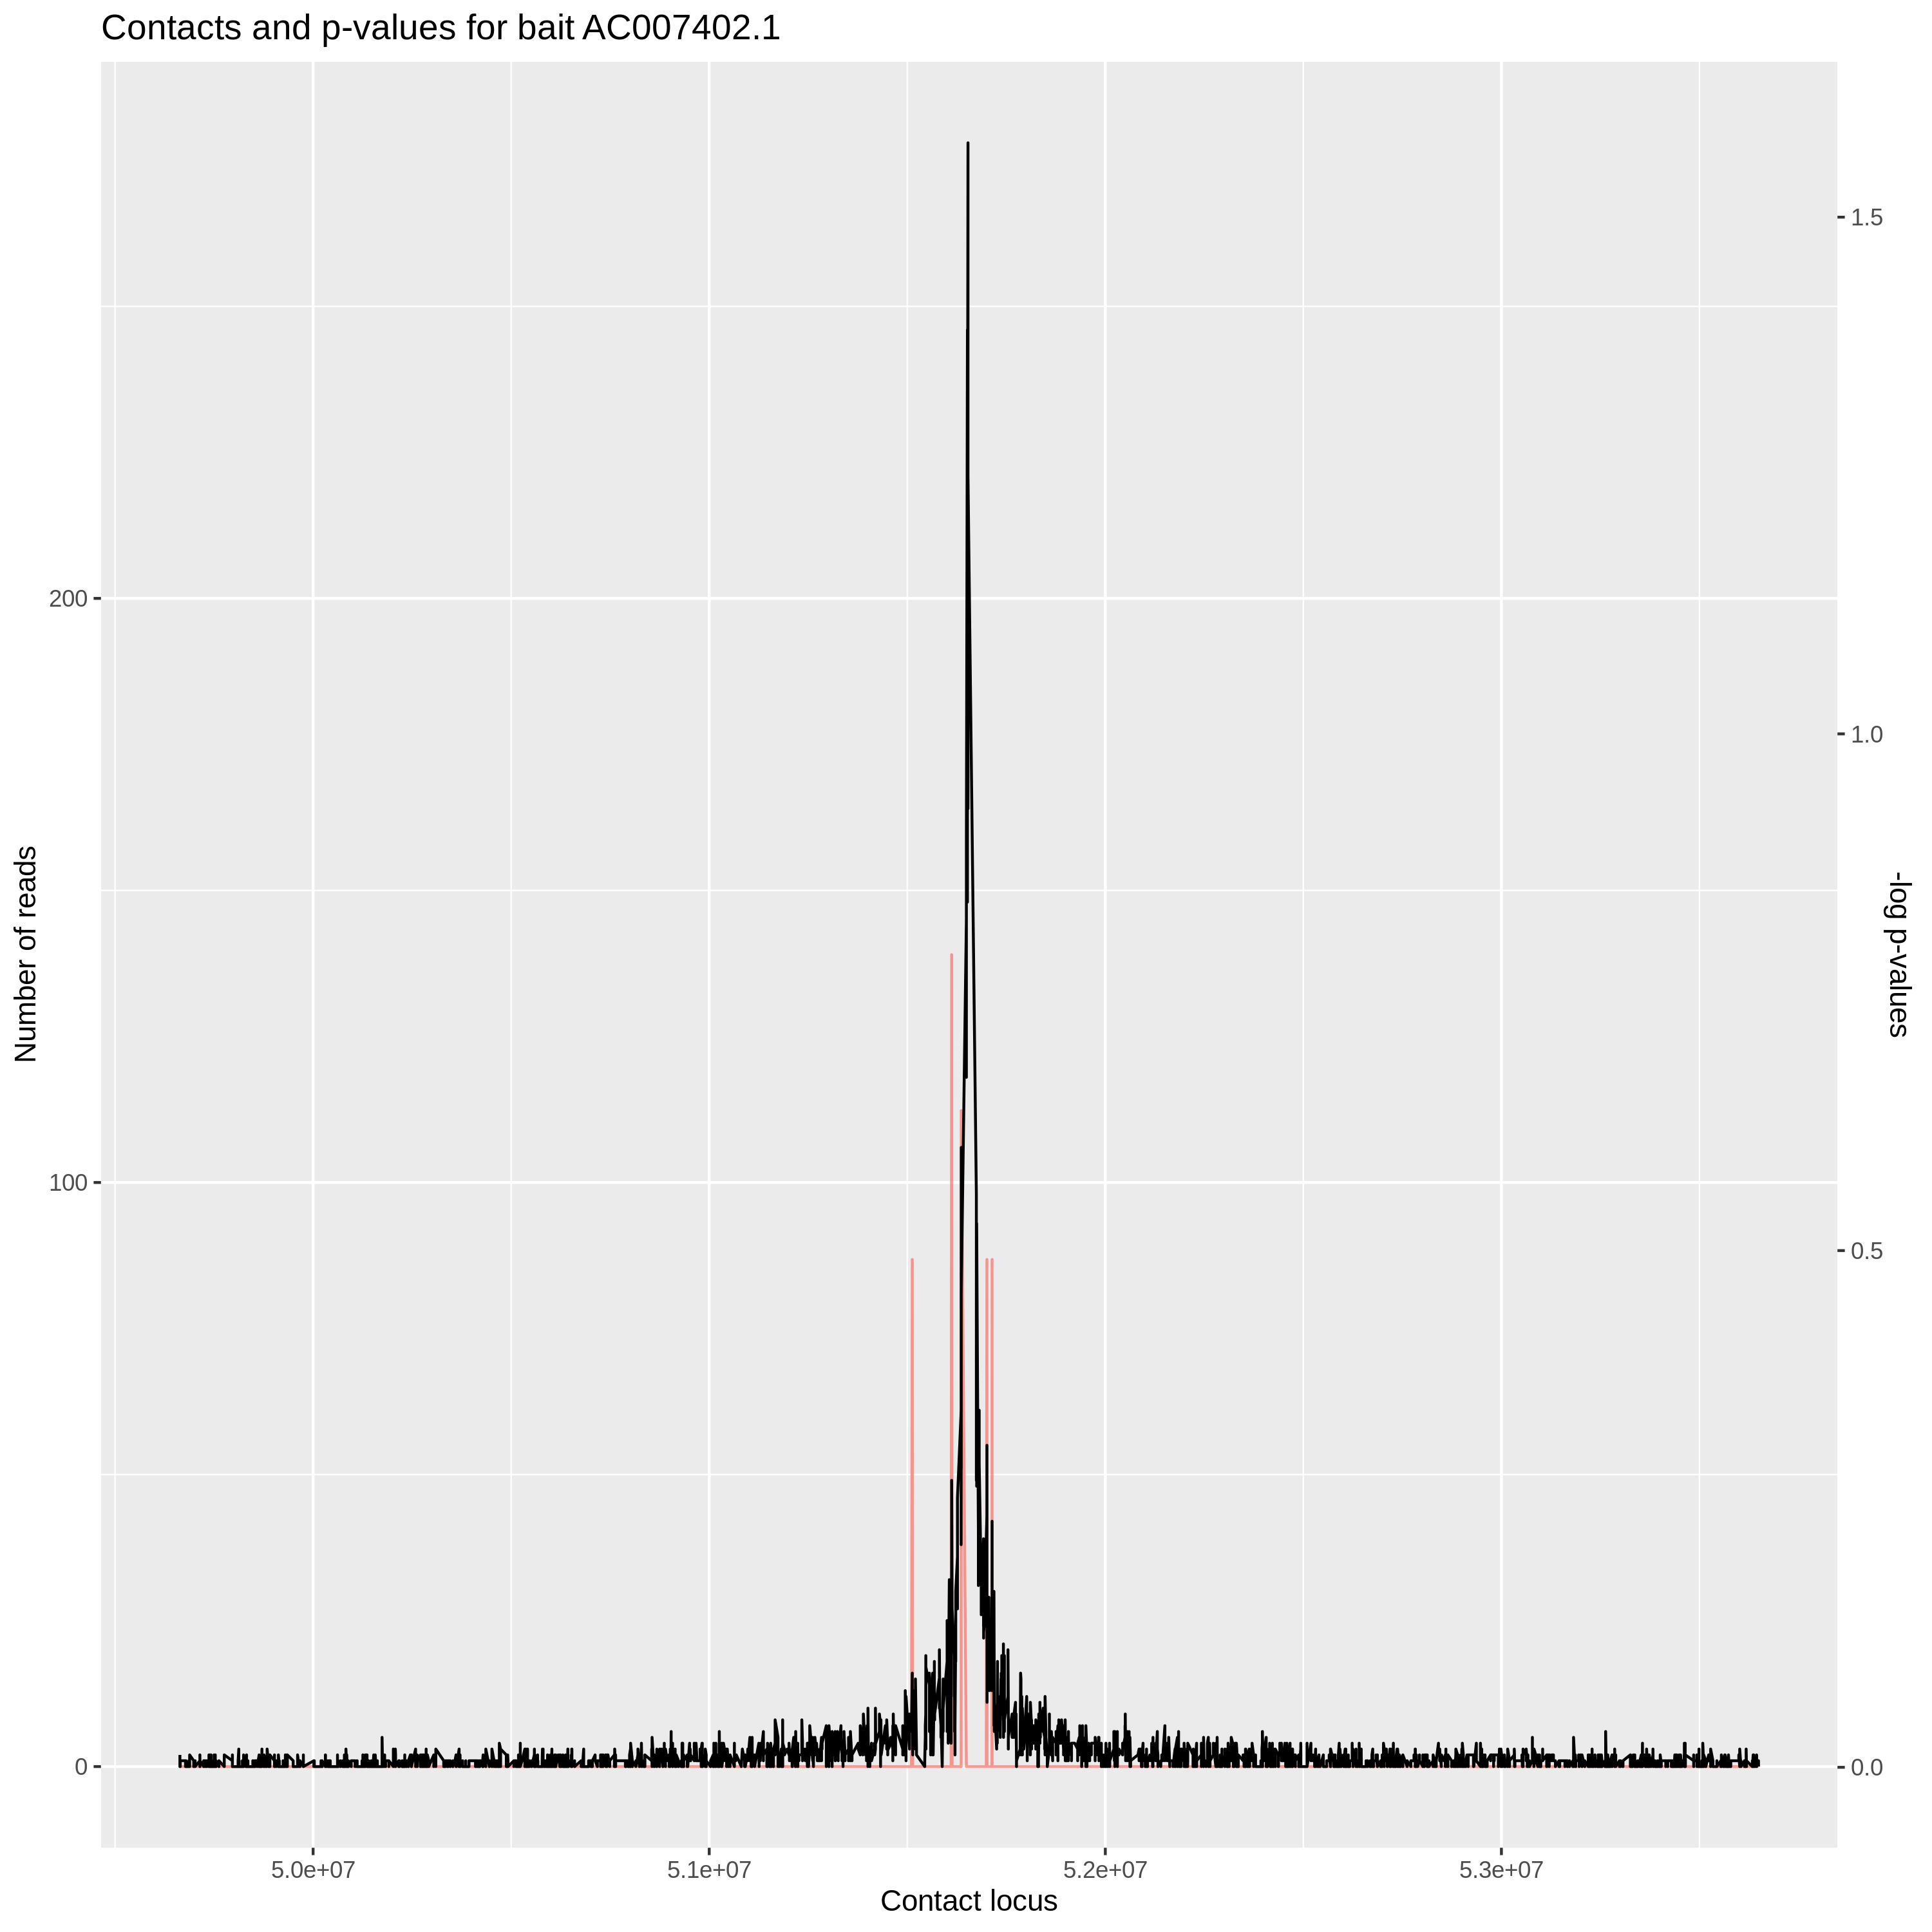 Contacts and p-values for bait AC007402.1
Number of reads
200
100
0
1.5
1.0
0.5
0.0
-log p-values
5.0e+07 5.1e+07 5.2e+07 5.3e+07
Contact locus